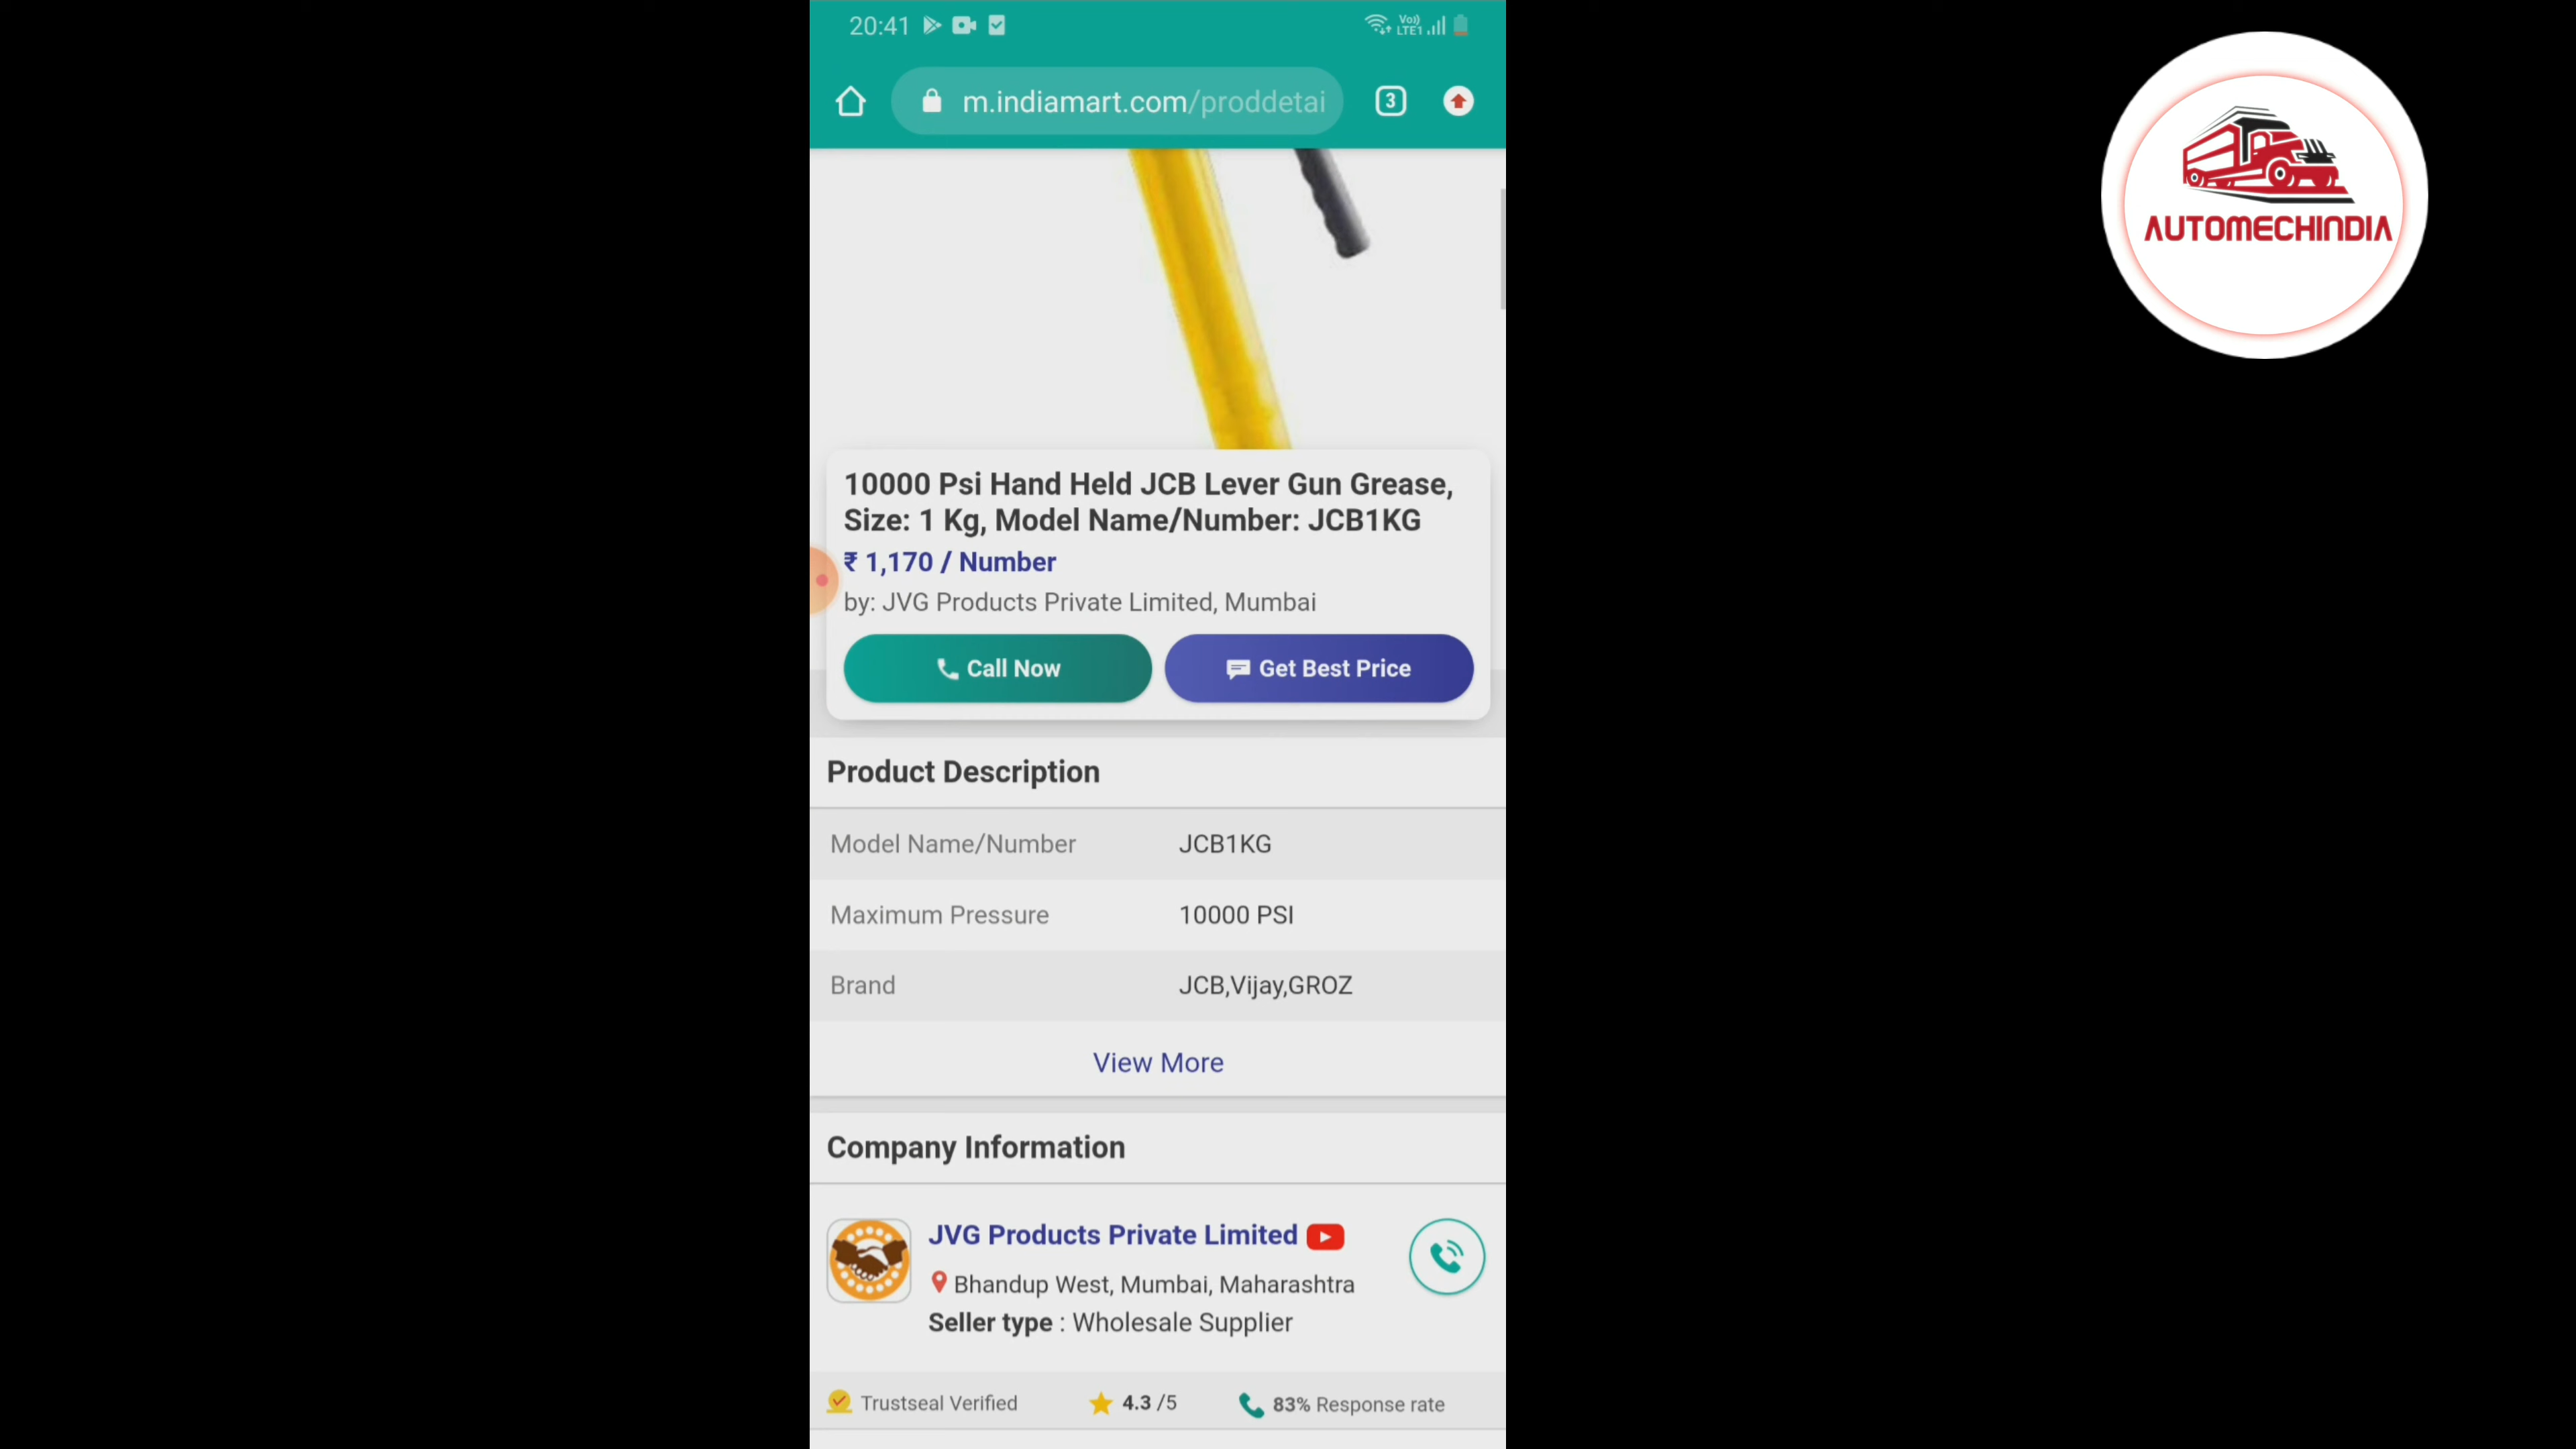 20:41
Vo)) LTE1
m.indiamart.com/proddetai
3
AUTOMECHINDIA
10000 Psi Hand Held JCB Lever Gun Grease,
Size: 1 Kg, Model Name/Number: JCB1KG
₹ 1,170 / Number
by: JVG Products Private Limited, Mumbai
Call Now
Get Best Price
Product Description
Model Name/Number JCB1KG
Maximum Pressure 10000 PSI
Brand JCB,Vijay,GROZ
View More
Company Information
JVG Products Private Limited
Bhandup West, Mumbai, Maharashtra
Seller type : Wholesale Supplier
Trustseal Verified 4.3 /5 83% Response rate